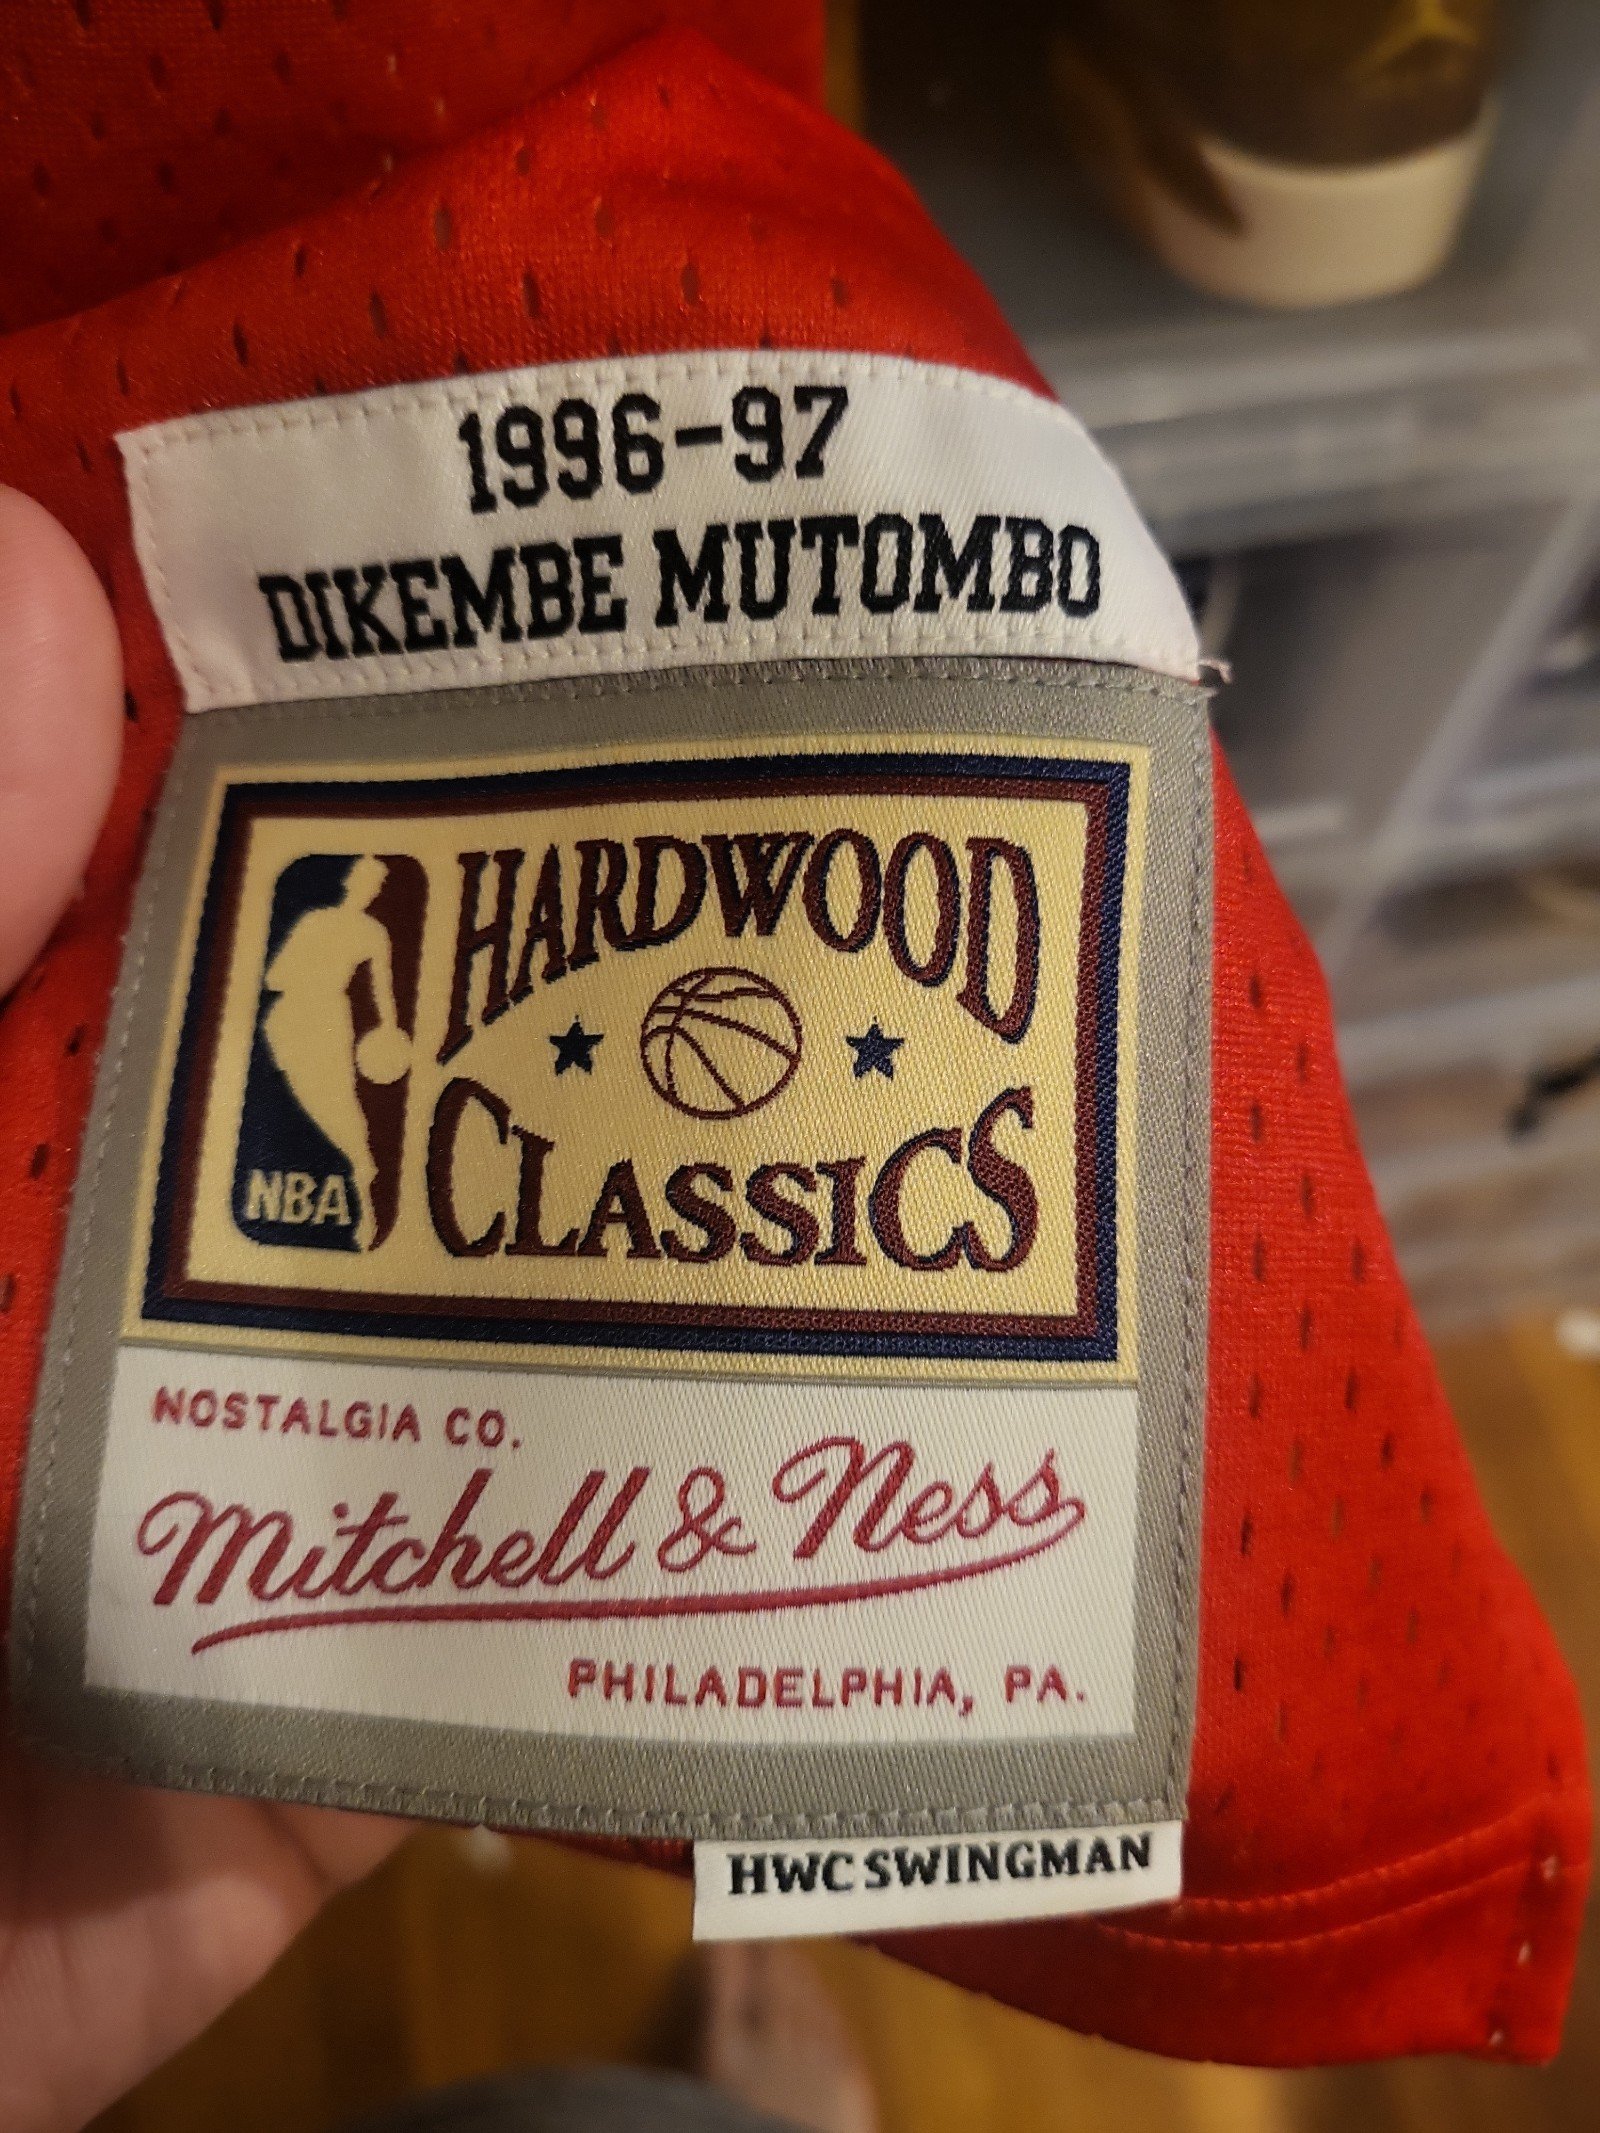 1996-97
DIKEMBE MUTOMBO
HARDWOOD
CLASSICS
NBA
NOSTALGIA CO.
Mitchell & Ness
PHILADELPHIA, PA.
HWC SWINGMAN